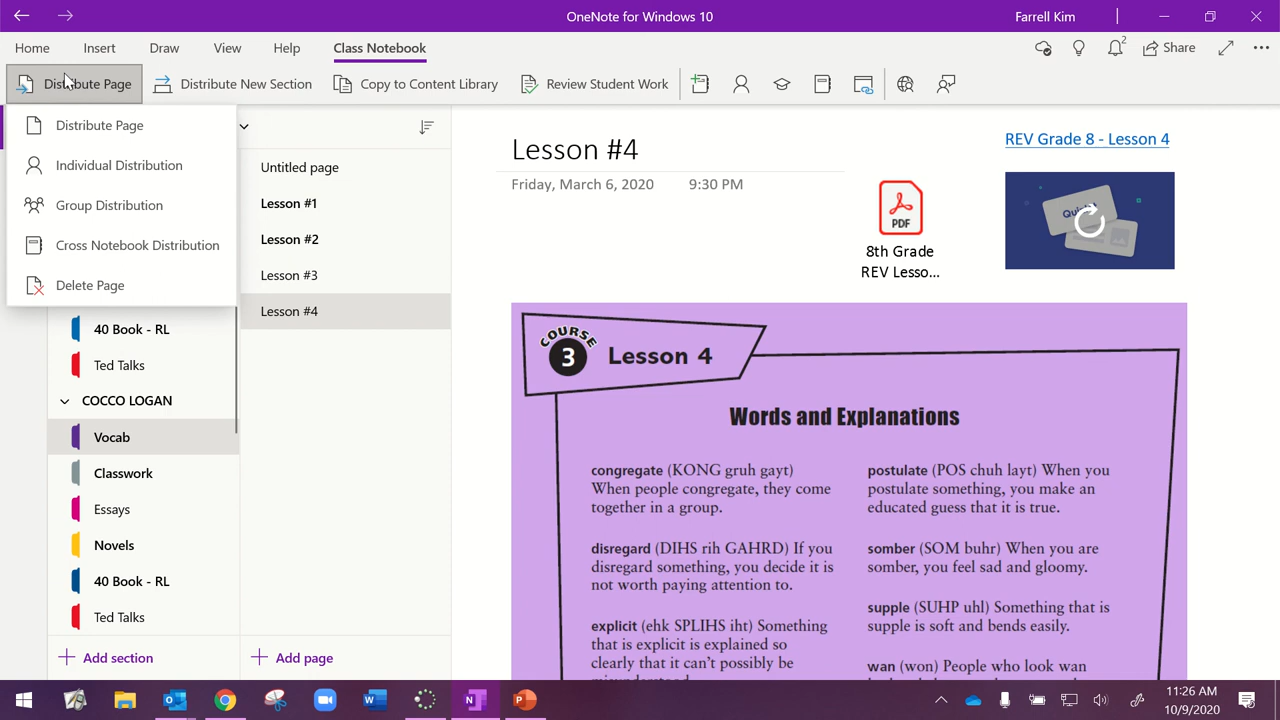 OneNote for Windows 10
Farrell Kim
Home
Insert
Draw
View
Help
Class Notebook
2
Share
Distribute Page
Distribute New Section
Copy to Content Library
Review Student Work
Distribute Page
Individual Distribution
Group Distribution
Cross Notebook Distribution
Delete Page
40 Book - RL
Ted Talks
COCCO LOGAN
Vocab
Classwork
Essays
Novels
40 Book - RL
Ted Talks
Add section
Untitled page
Lesson #1
Lesson #2
Lesson #3
Lesson #4
Add page
Lesson #4
Friday, March 6, 2020
9:30 PM
PDF
8th Grade
REV Lesso...
REV Grade 8 - Lesson 4
COURSE
3
Lesson 4
Words and Explanations
congregate (KONG gruh gayt)
When people congregate, they come
together in a group.
disregard (DIHS rih GAHRD) If you
disregard something, you decide it is
not worth paying attention to.
explicit (ehk SPLIHS iht) Something
that is explicit is explained so
clearly that it can't possibly be
misunderstood.
postulate (POS chuh layt) When you
postulate something, you make an
educated guess that it is true.
somber (SOM buhr) When you are
somber, you feel sad and gloomy.
supple (SUHP uhl) Something that is
supple is soft and bends easily.
wan (won) People who look wan
11:26 AM
10/9/2020